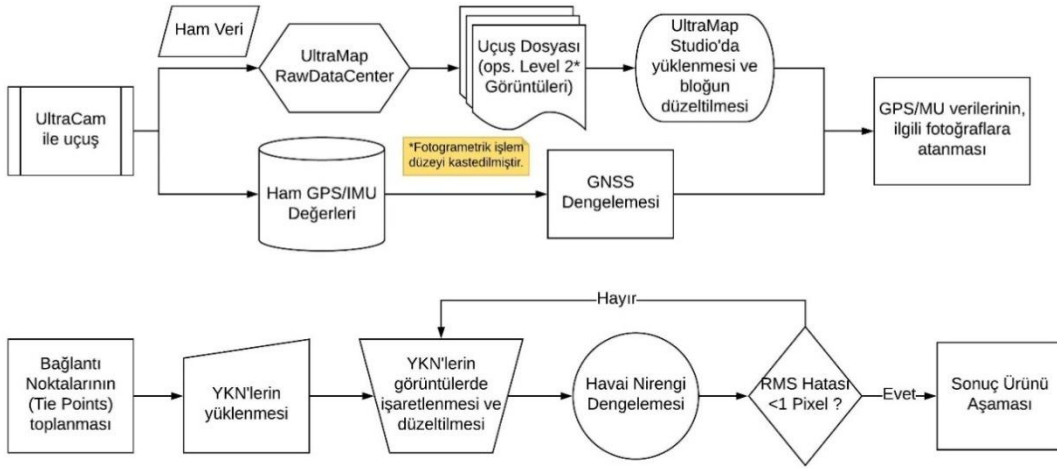 Ham Veri
UltraCam
ile uçuş
UltraMap
RawDataCenter
Uçuş Dosyası
(ops. Level 2*
Görüntüleri)
UltraMap
Studio'da
yüklenmesi ve
bloğun
düzeltilmesi
GPS/MU verilerinin,
ilgili fotoğraflara
atanması
*Fotogrametrik işlem
düzeyi kastedilmiştir.
Ham GPS/IMU
Değerleri
GNSS
Dengelemesi
Hayır
Bağlantı
Noktalarının
(Tie Points)
toplanması
YKN'lerin
yüklenmesi
YKN'lerin
görüntülerde
işaretlenmesi ve
düzeltilmesi
Havai Nirengi
Dengelemesi
RMS Hatası
<1 Pixel ?
Evet
Sonuç Ürünü
Aşaması